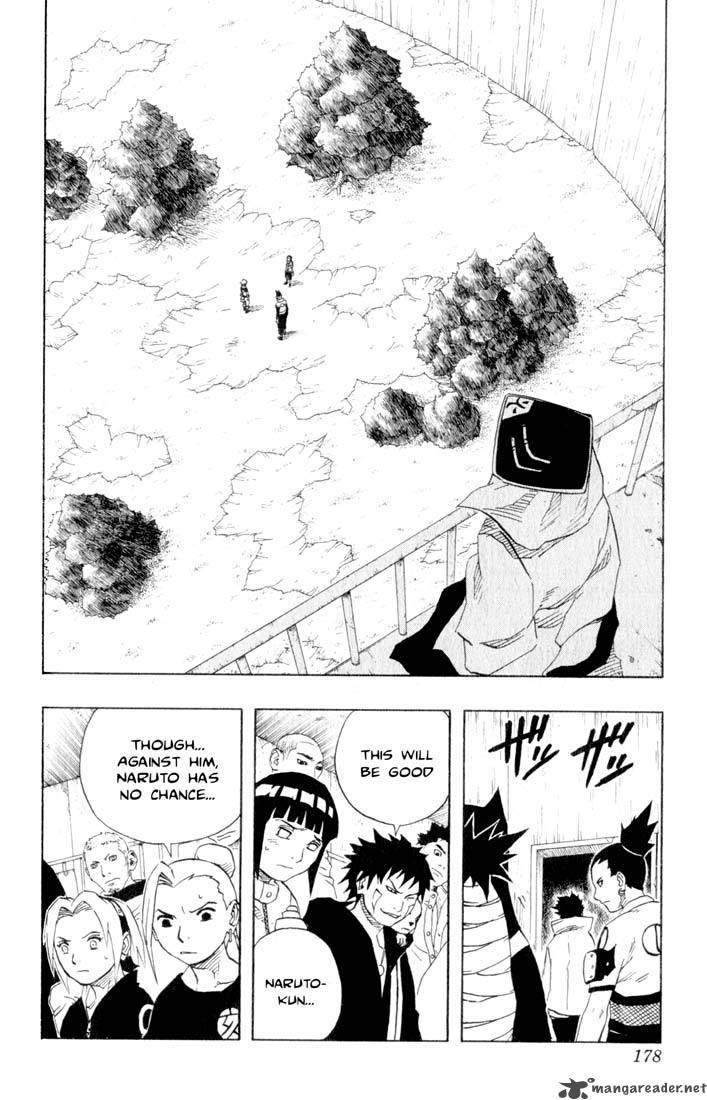 ザッ
ザッ
THIS WILL
BE GOOD
NARUTO-
KUN...
THOUGH...
AGAINST HIM,
NARUTO HAS
NO CHANCE...
178
mangareader.net